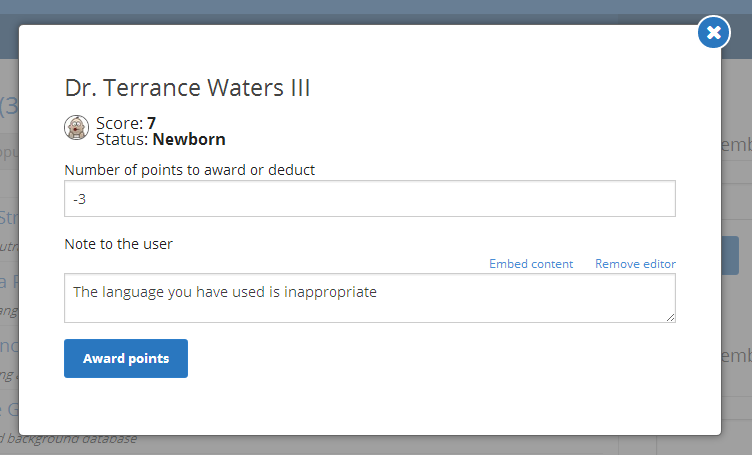 Dr. Terrance Waters III
Score: 7
Status: Newborn
Number of points to award or deduct
-3
Note to the user
Embed content Remove editor
The language you have used is inappropriate
Award points
background database